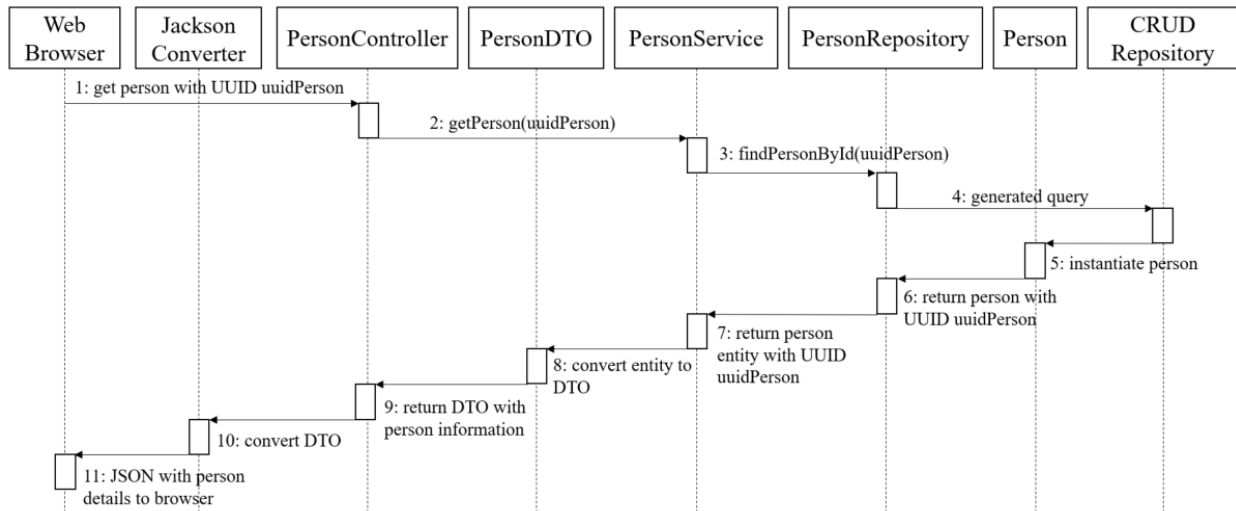 Web
Browser
Jackson
Converter
PersonController
PersonDTO
PersonService
PersonRepository
Person
CRUD
Repository
1: get person with UUID uuidPerson
2: getPerson(uuidPerson)
3: findPersonById(uuidPerson)
4: generated query
5: instantiate person
6: return person with
UUID uuidPerson
7: return person
entity with UUID
uuidPerson
8: convert entity to
DTO
9: return DTO with
person information
10: convert DTO
11: JSON with person
details to browser